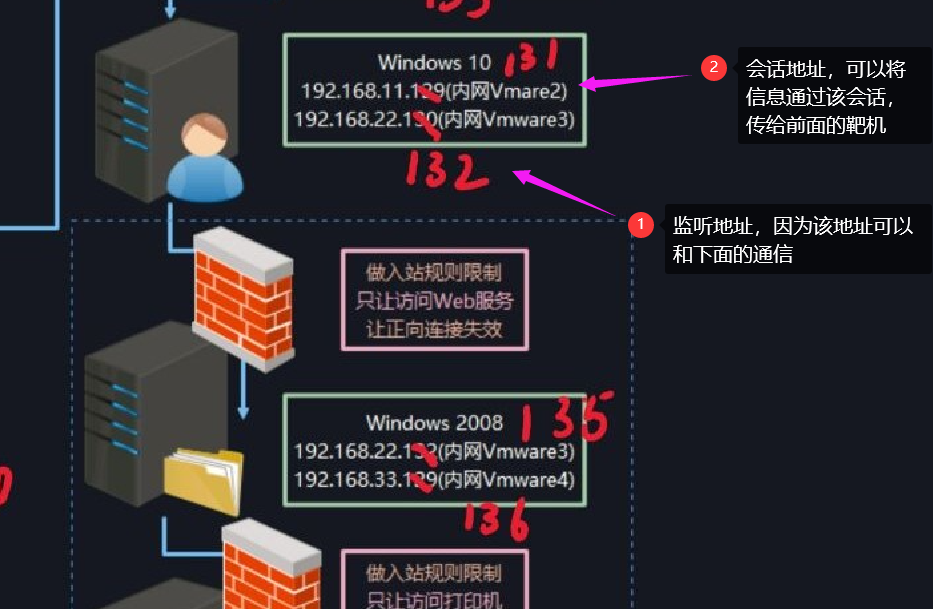 Windows 10 131
192.168.11.129(内网Vmare2)
192.168.22.130(内网Vmware3)
132
2
会话地址，可以将
信息通过该会话，
传给前面的靶机
1
监听地址，因为该地址可以
和下面的通信
做入站规则限制
只让访问Web服务
让正向连接失效
Windows 2008 135
192.168.22.132(内网Vmware3)
192.168.33.129(内网Vmware4)
136
做入站规则限制
只让访问打印机